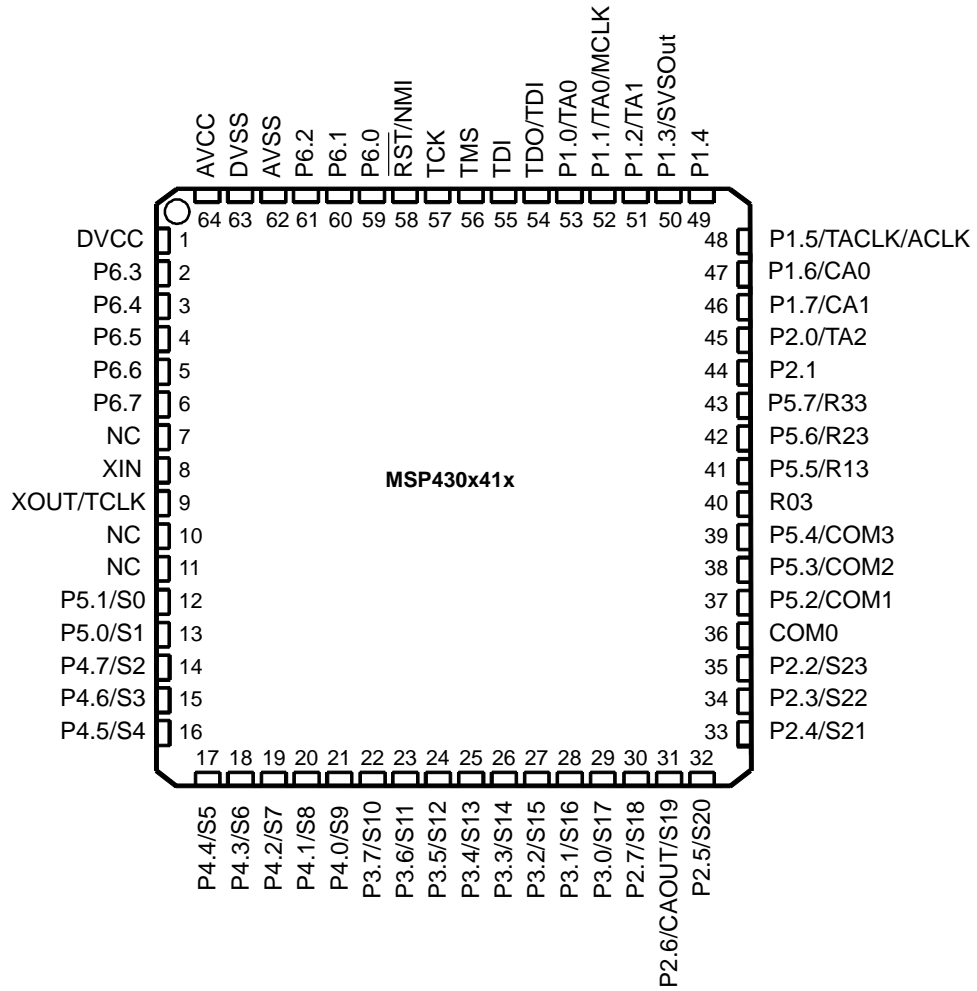 AVCC
DVSS
AVSS
P6.2
P6.1
P6.0
RST/NMI
TCK
TMS
TDI
TDO/TDI
P1.0/TA0
P1.1/TA0/MCLK
P1.2/TA1
P1.3/SVSOut
P1.4
64 63 62 61 60 59 58 57 56 55 54 53 52 51 50 49
DVCC 1
P6.3 2
P6.4 3
P6.5 4
P6.6 5
P6.7 6
NC 7
XIN 8
XOUT/TCLK 9
NC 10
NC 11
P5.1/S0 12
P5.0/S1 13
P4.7/S2 14
P4.6/S3 15
P4.5/S4 16
MSP430x41x
48 P1.5/TACLK/ACLK
47 P1.6/CA0
46 P1.7/CA1
45 P2.0/TA2
44 P2.1
43 P5.7/R33
42 P5.6/R23
41 P5.5/R13
40 R03
39 P5.4/COM3
38 P5.3/COM2
37 P5.2/COM1
36 COM0
35 P2.2/S23
34 P2.3/S22
33 P2.4/S21
17 18 19 20 21 22 23 24 25 26 27 28 29 30 31 32
P4.4/S5
P4.3/S6
P4.2/S7
P4.1/S8
P4.0/S9
P3.7/S10
P3.6/S11
P3.5/S12
P3.4/S13
P3.3/S14
P3.2/S15
P3.1/S16
P3.0/S17
P2.7/S18
P2.6/CAOUT/S19
P2.5/S20